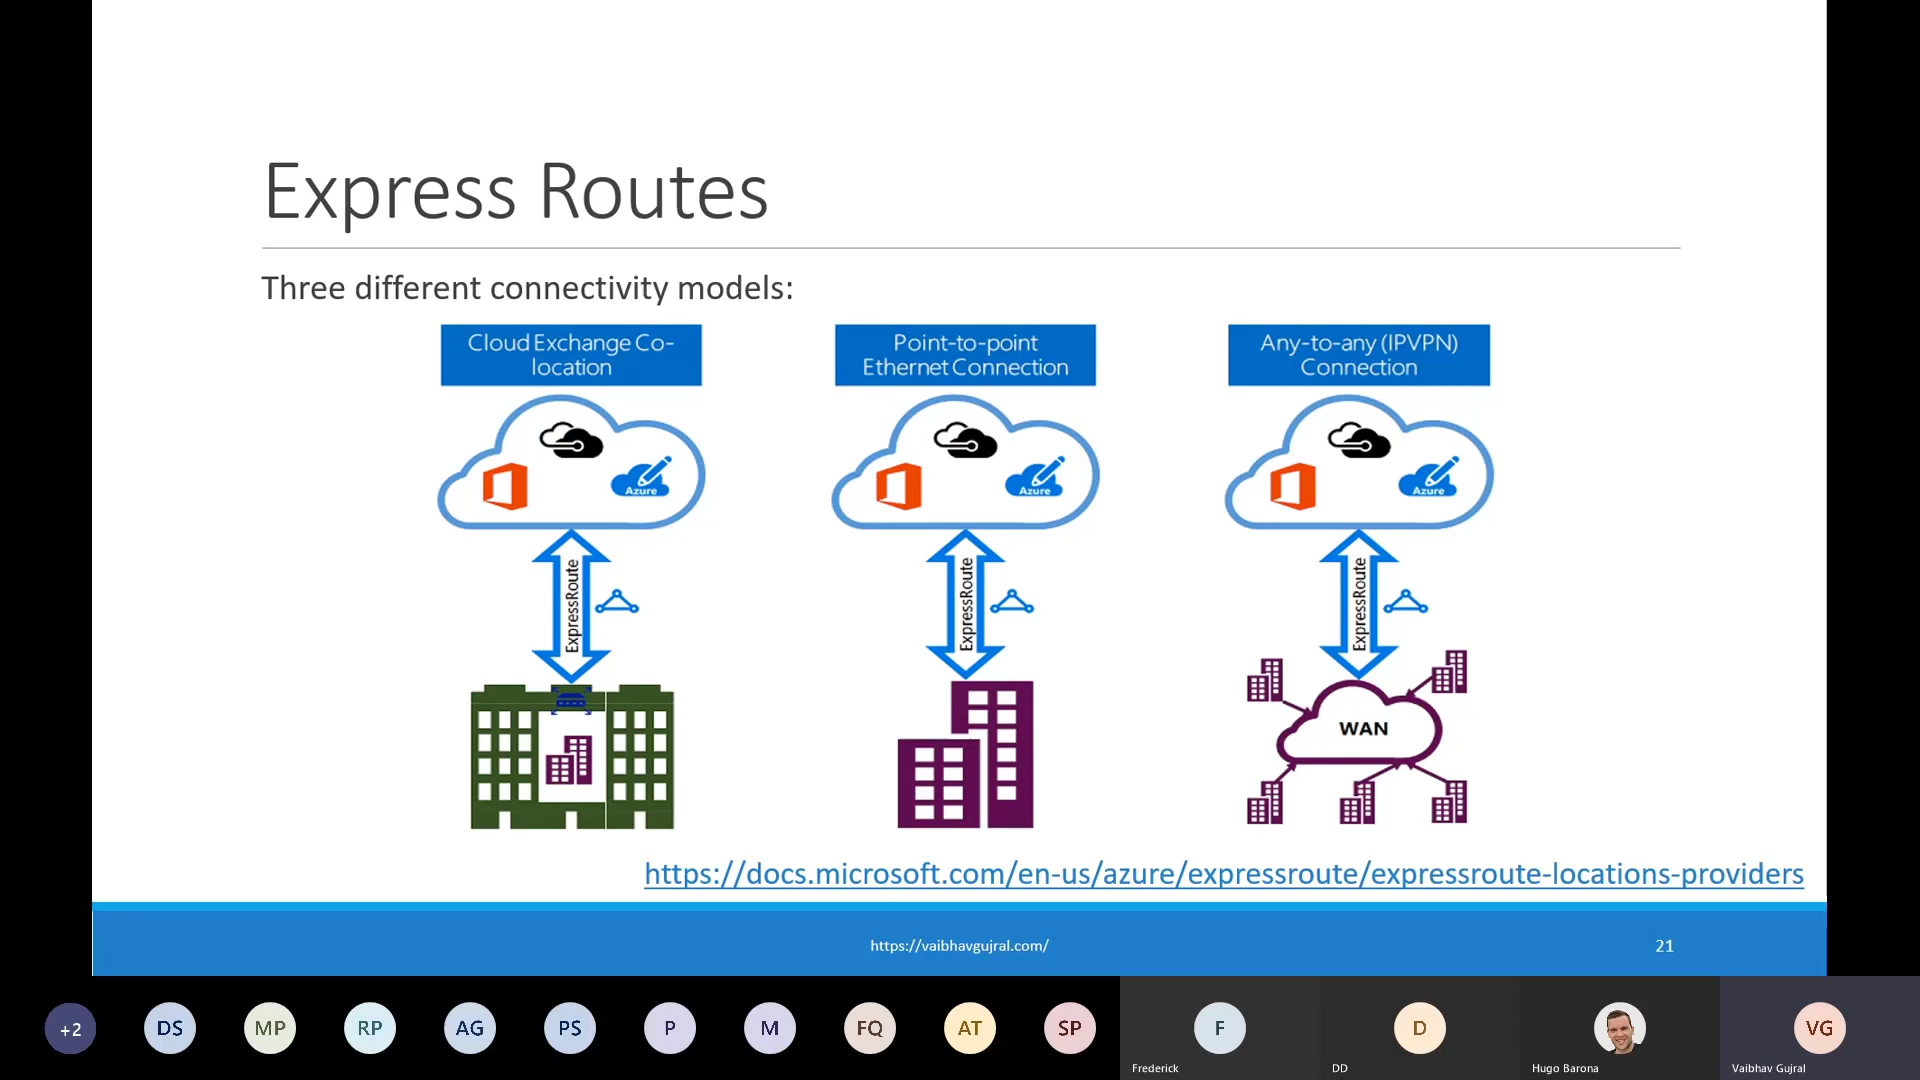 Express Routes
Three different connectivity models:
Cloud Exchange Co-
location
Point-to-point
Ethernet Connection
Any-to-any (IPVPN)
Connection
Azure
Azure
Azure
ExpressRoute
ExpressRoute
ExpressRoute
WAN
https://docs.microsoft.com/en-us/azure/expressroute/expressroute-locations-providers
https://vaibhavgujral.com/
21
+2
DS
MP
RP
AG
PS
P
M
FQ
AT
SP
F
Frederick
D
DD
Hugo Barona
VG
Vaibhav Gujral